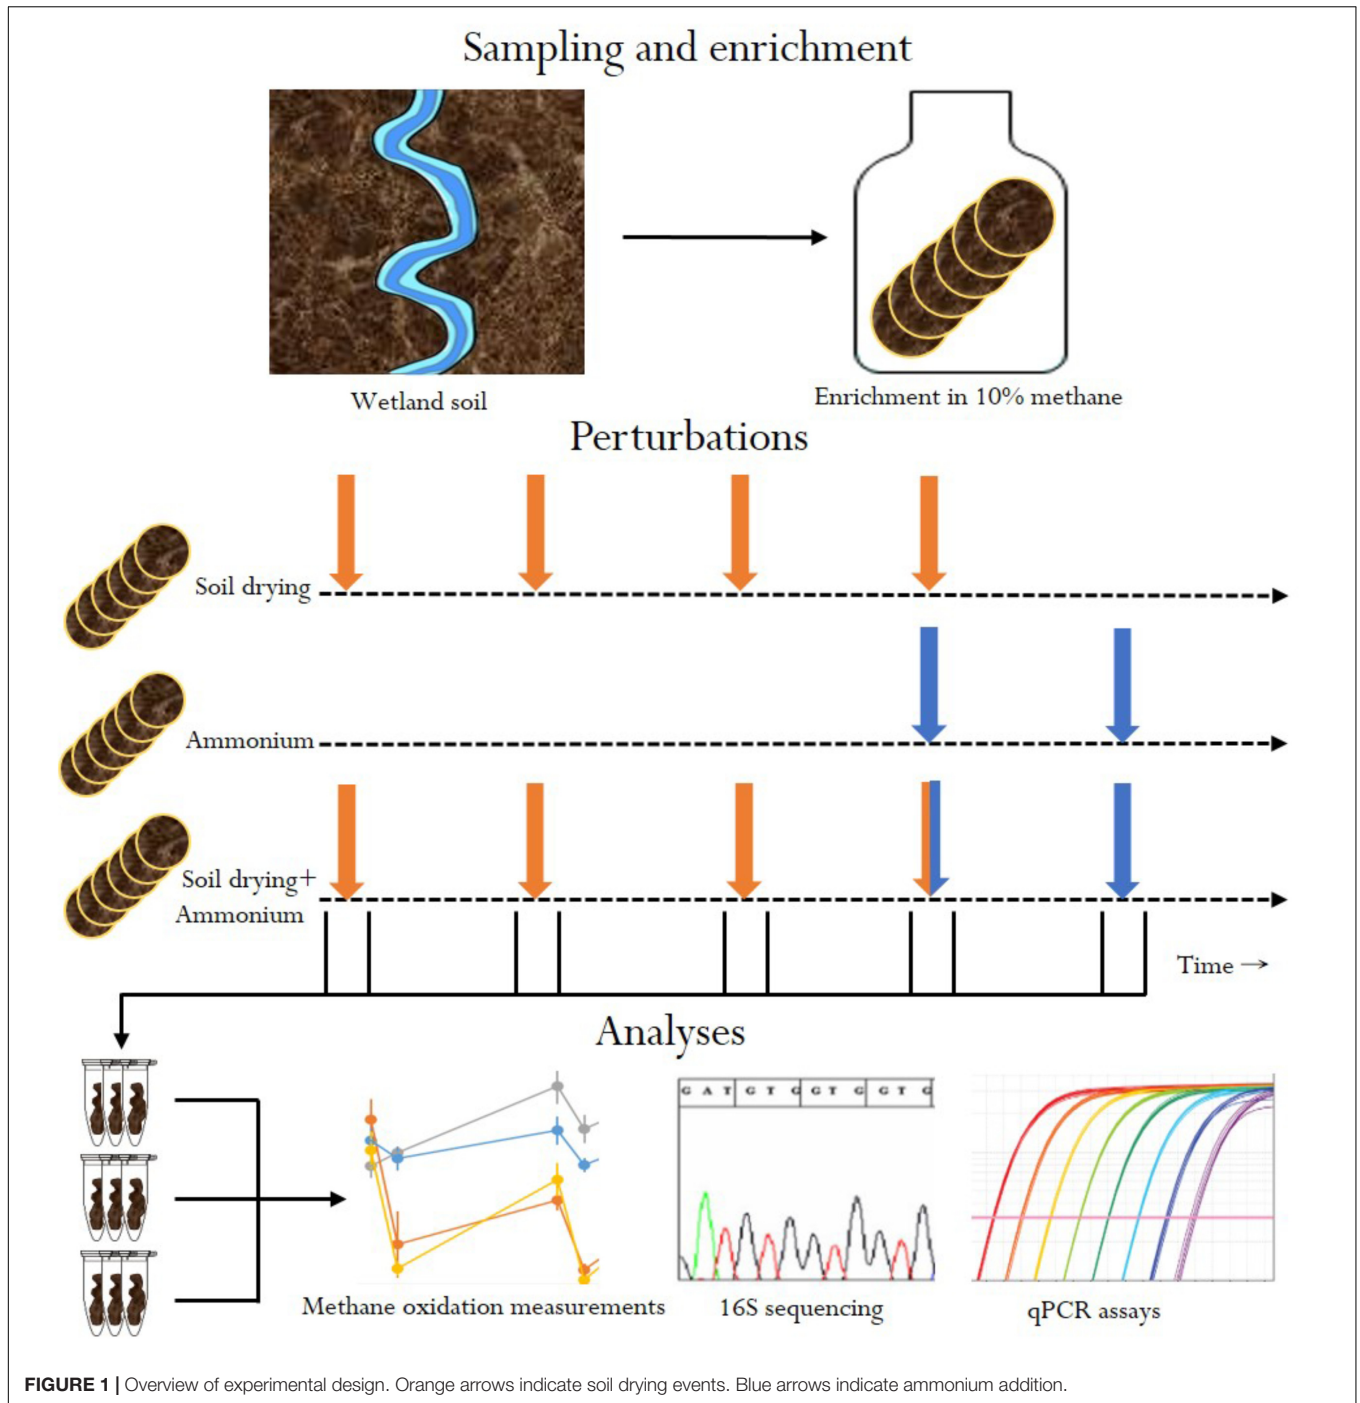 Sampling and enrichment
Wetland soil
Enrichment in 10% methane
Perturbations
Soil drying
Ammonium
Soil drying+
Ammonium
Time →
Analyses
G A T G T G G T G G T G
Methane oxidation measurements
16S sequencing
qPCR assays
FIGURE 1 | Overview of experimental design. Orange arrows indicate soil drying events. Blue arrows indicate ammonium addition.